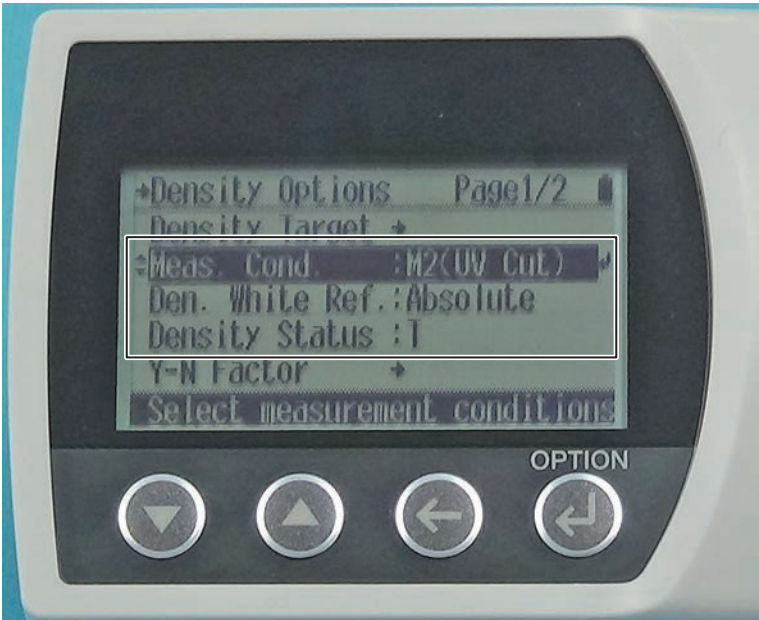 Density Options Page1/2
Density Target
Meas. Cond. :M2(UV Cut)
Den. White Ref.:Absolute
Density Status :T
Y-N Factor
Select measurement conditions
OPTION